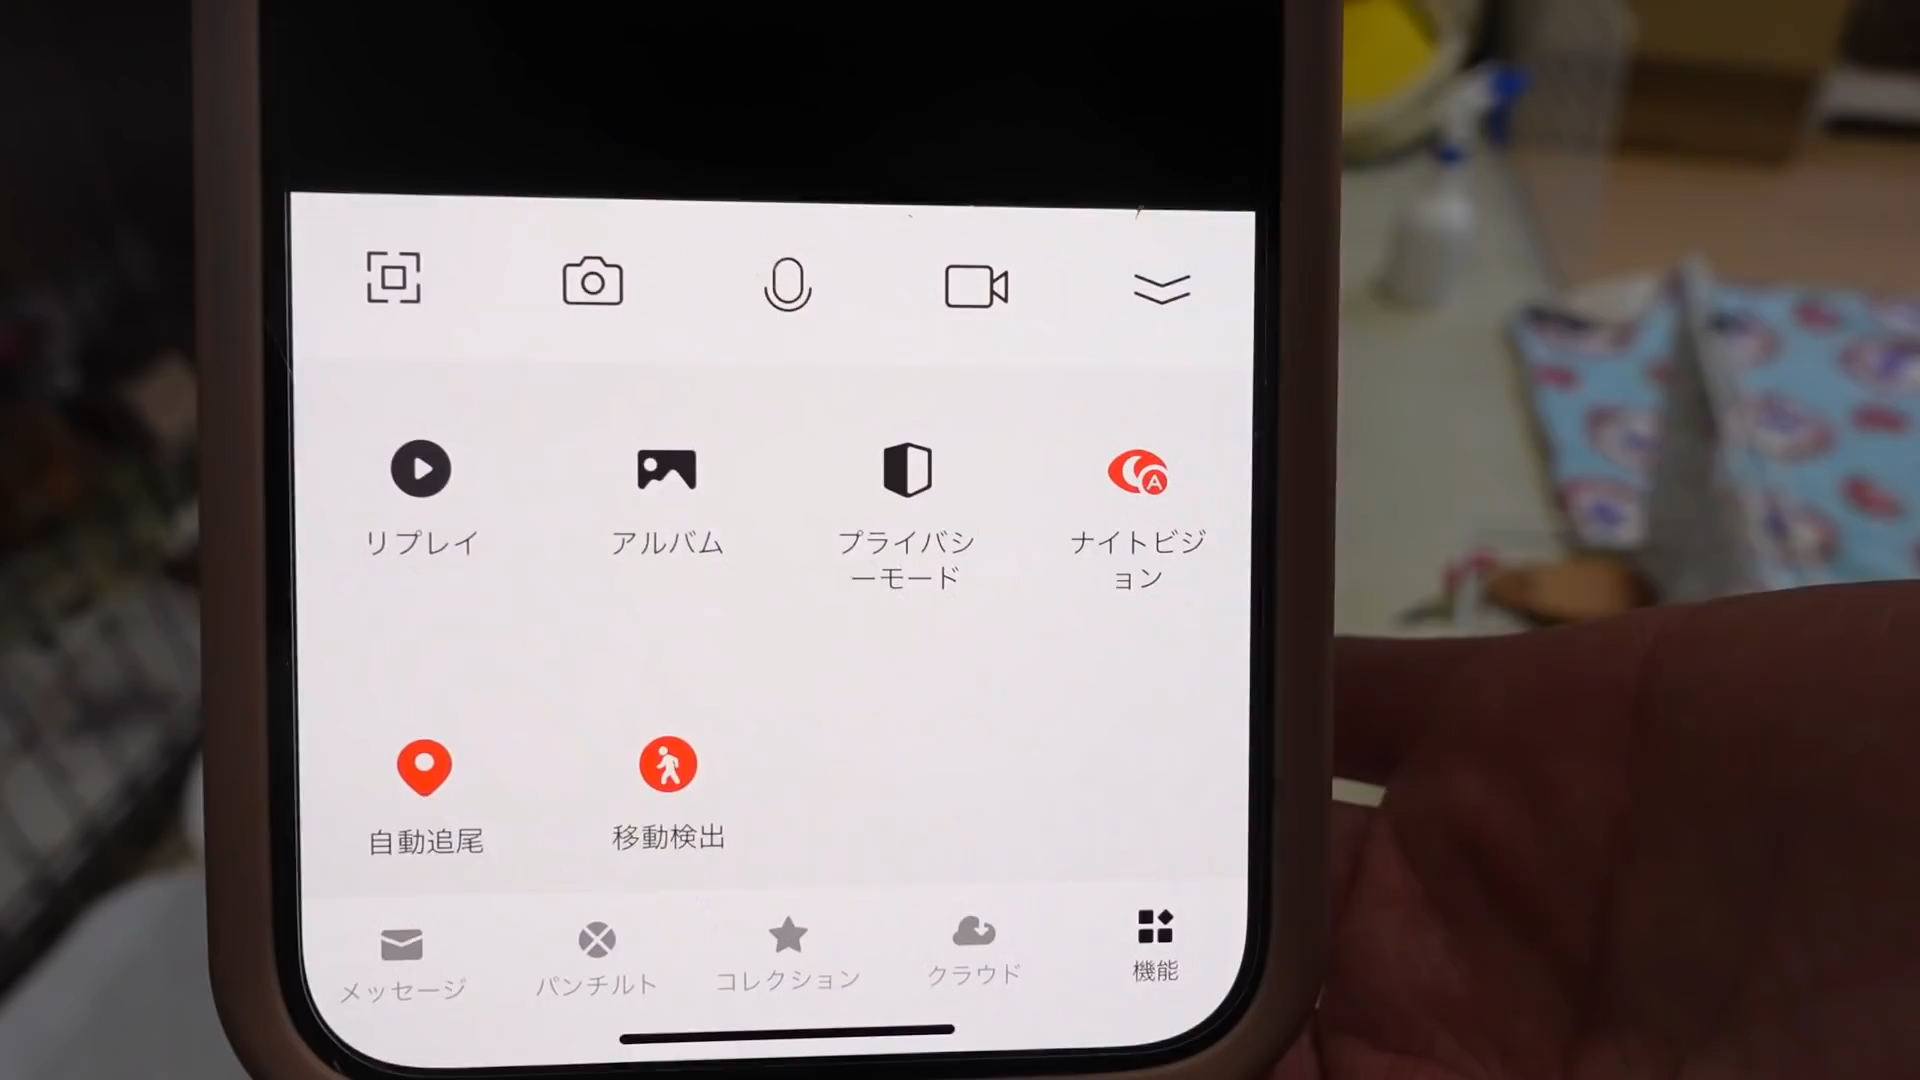 リプレイ
アルバム
プライバシ
ーモード
ナイトビジ
ョン
A
自動追尾
移動検出
メッセージ
パンチルト
コレクション
クラウド
機能